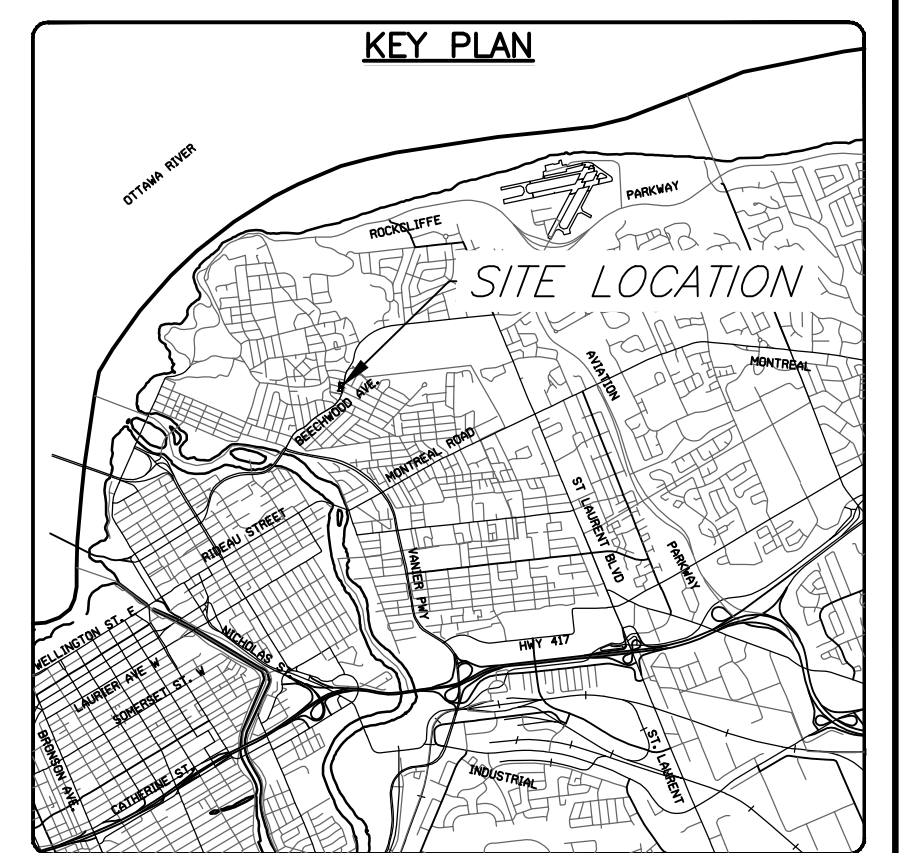 KEY PLAN
OTTAWA RIVER
PARKWAY
ROCKCLIFFE
SITE LOCATION
AVIATION
MONTREAL
BEECHWOOD AVE.
MONTREAL ROAD
ST LAURENT BLVD
RIDEAU STREET
PARKWAY
VANIER PWY
WELLINGTON ST.
NICHOLAS
HWY 417
LAURIER AVE W
SOMERSET ST. W
BRONSON AVE.
CATHERINE ST.
ST. LAURENT
INDUSTRIAL